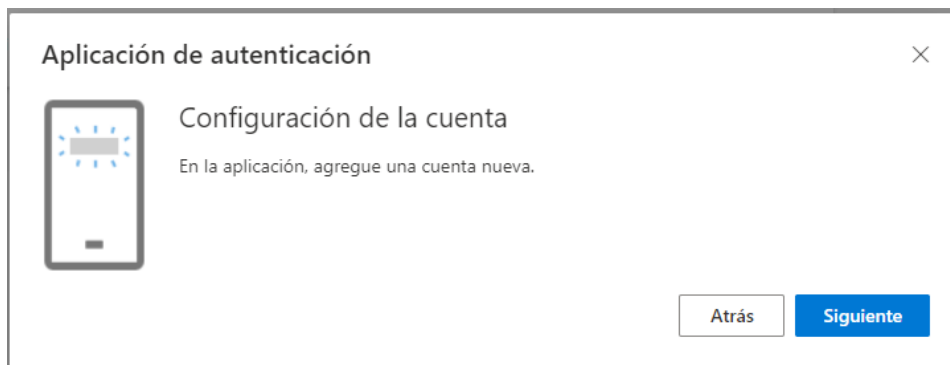 Aplicación de autenticación
Configuración de la cuenta
En la aplicación, agregue una cuenta nueva.
Atrás
Siguiente